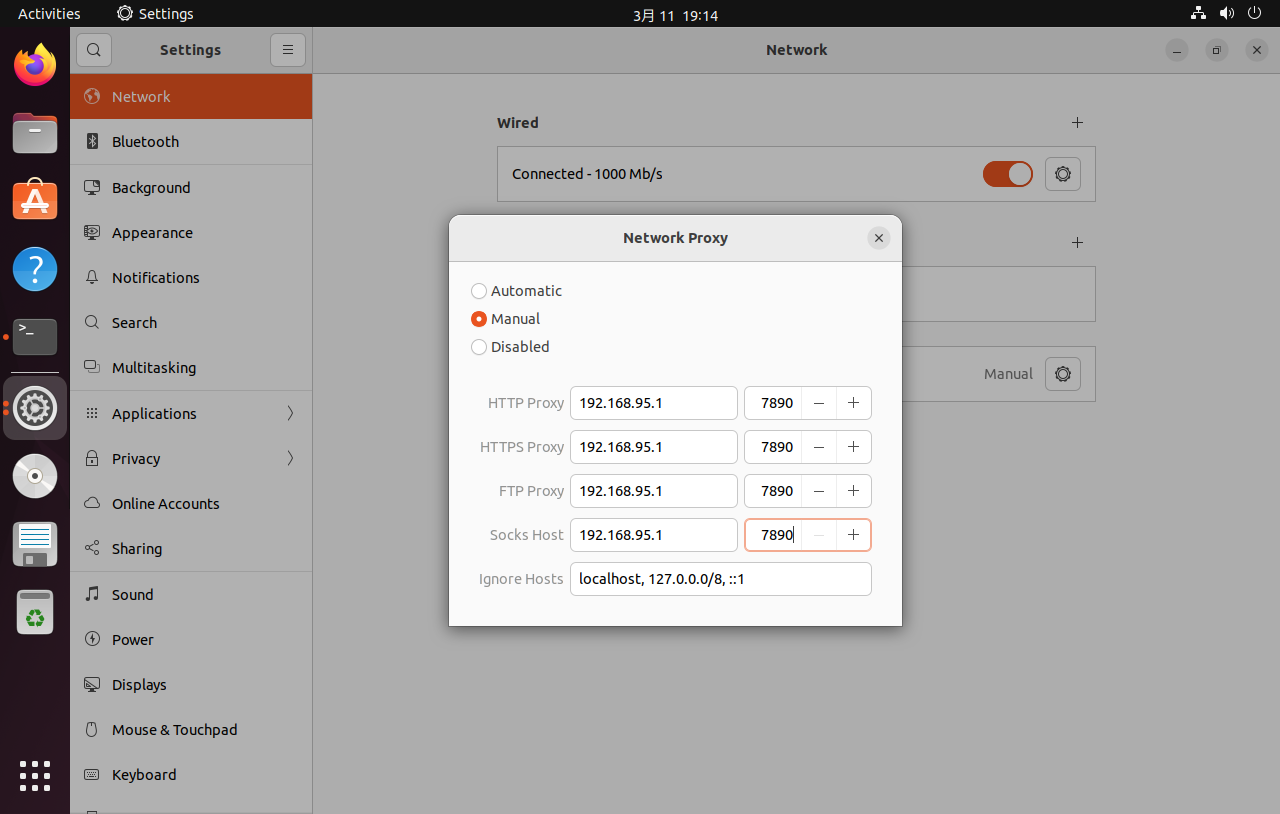 Activities Settings 3月 11 19:14
Settings
Network
Network
Bluetooth
Background
Appearance
Notifications
Search
Multitasking
Applications
Privacy
Online Accounts
Sharing
Sound
Power
Displays
Mouse & Touchpad
Keyboard
Wired
Connected - 1000 Mb/s
Manual
Network Proxy
Automatic
Manual
Disabled
HTTP Proxy 192.168.95.1 7890 − +
HTTPS Proxy 192.168.95.1 7890 − +
FTP Proxy 192.168.95.1 7890 − +
Socks Host 192.168.95.1 7890 − +
Ignore Hosts localhost, 127.0.0.0/8, ::1